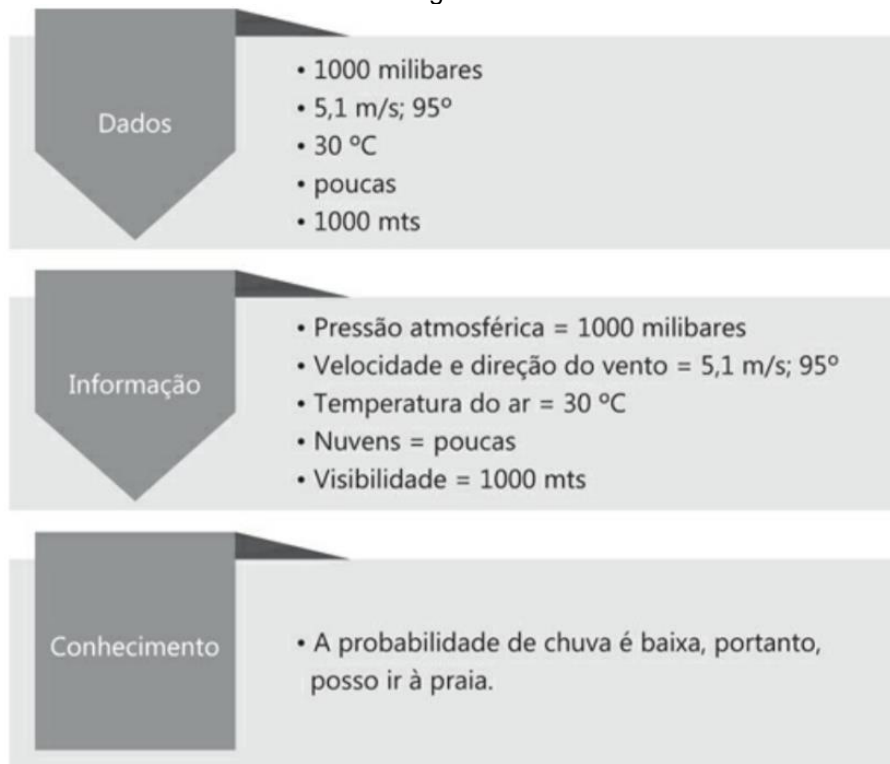 Dados
• 1000 milibares
• 5,1 m/s; 95º
• 30 ºC
• poucas
• 1000 mts
Informação
• Pressão atmosférica = 1000 milibares
• Velocidade e direção do vento = 5,1 m/s; 95º
• Temperatura do ar = 30 ºC
• Nuvens = poucas
• Visibilidade = 1000 mts
Conhecimento
• A probabilidade de chuva é baixa, portanto,
posso ir à praia.